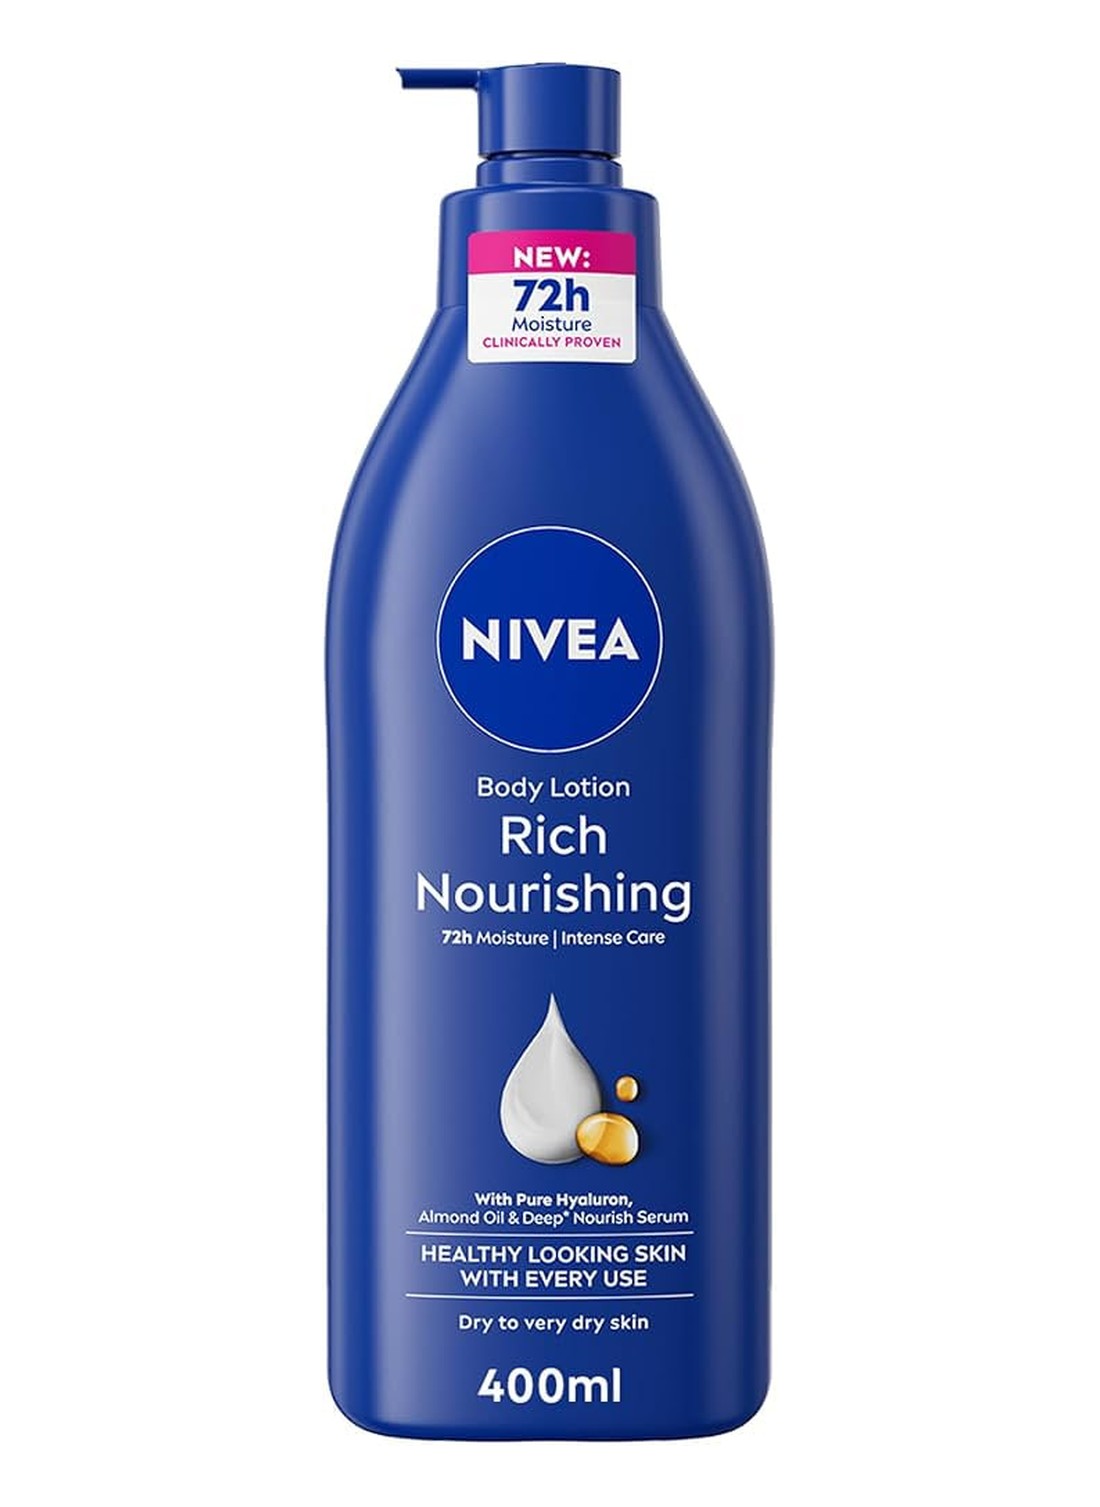 NEW:
72h
Moisture
CLINICALLY PROVEN
NIVEA
Body Lotion
Rich
Nourishing
72h Moisture | Intense Care
With Pure Hyaluron,
Almond Oil & Deep* Nourish Serum
HEALTHY LOOKING SKIN
WITH EVERY USE
Dry to very dry skin
400ml